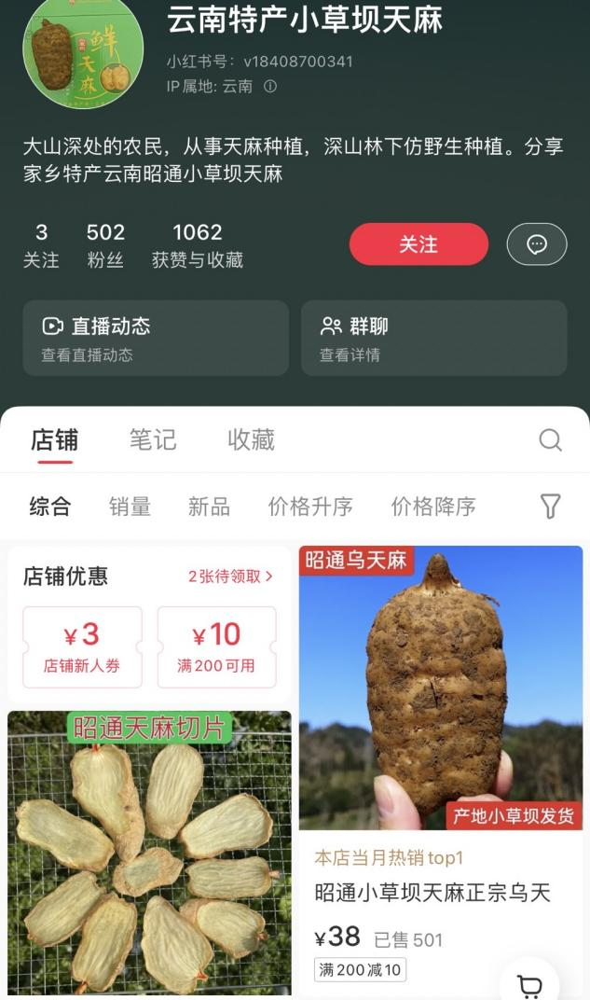 云南特产小草坝天麻
小红书号：v18408700341
IP属地: 云南
鲜
天
麻
大山深处的农民，从事天麻种植，深山林下仿野生种植。分享
家乡特产云南昭通小草坝天麻
3
502
1062
关注
粉丝
获赞与收藏
关注
直播动态
查看直播动态
群聊
查看详情
店铺
笔记
收藏
综合
销量
新品
价格升序
价格降序
店铺优惠
2张待领取
¥3
店铺新人券
¥10
满200可用
昭通天麻切片
昭通乌天麻
产地小草坝发货
本店当月热销top1
昭通小草坝天麻正宗乌天
¥38 已售501
满200减10